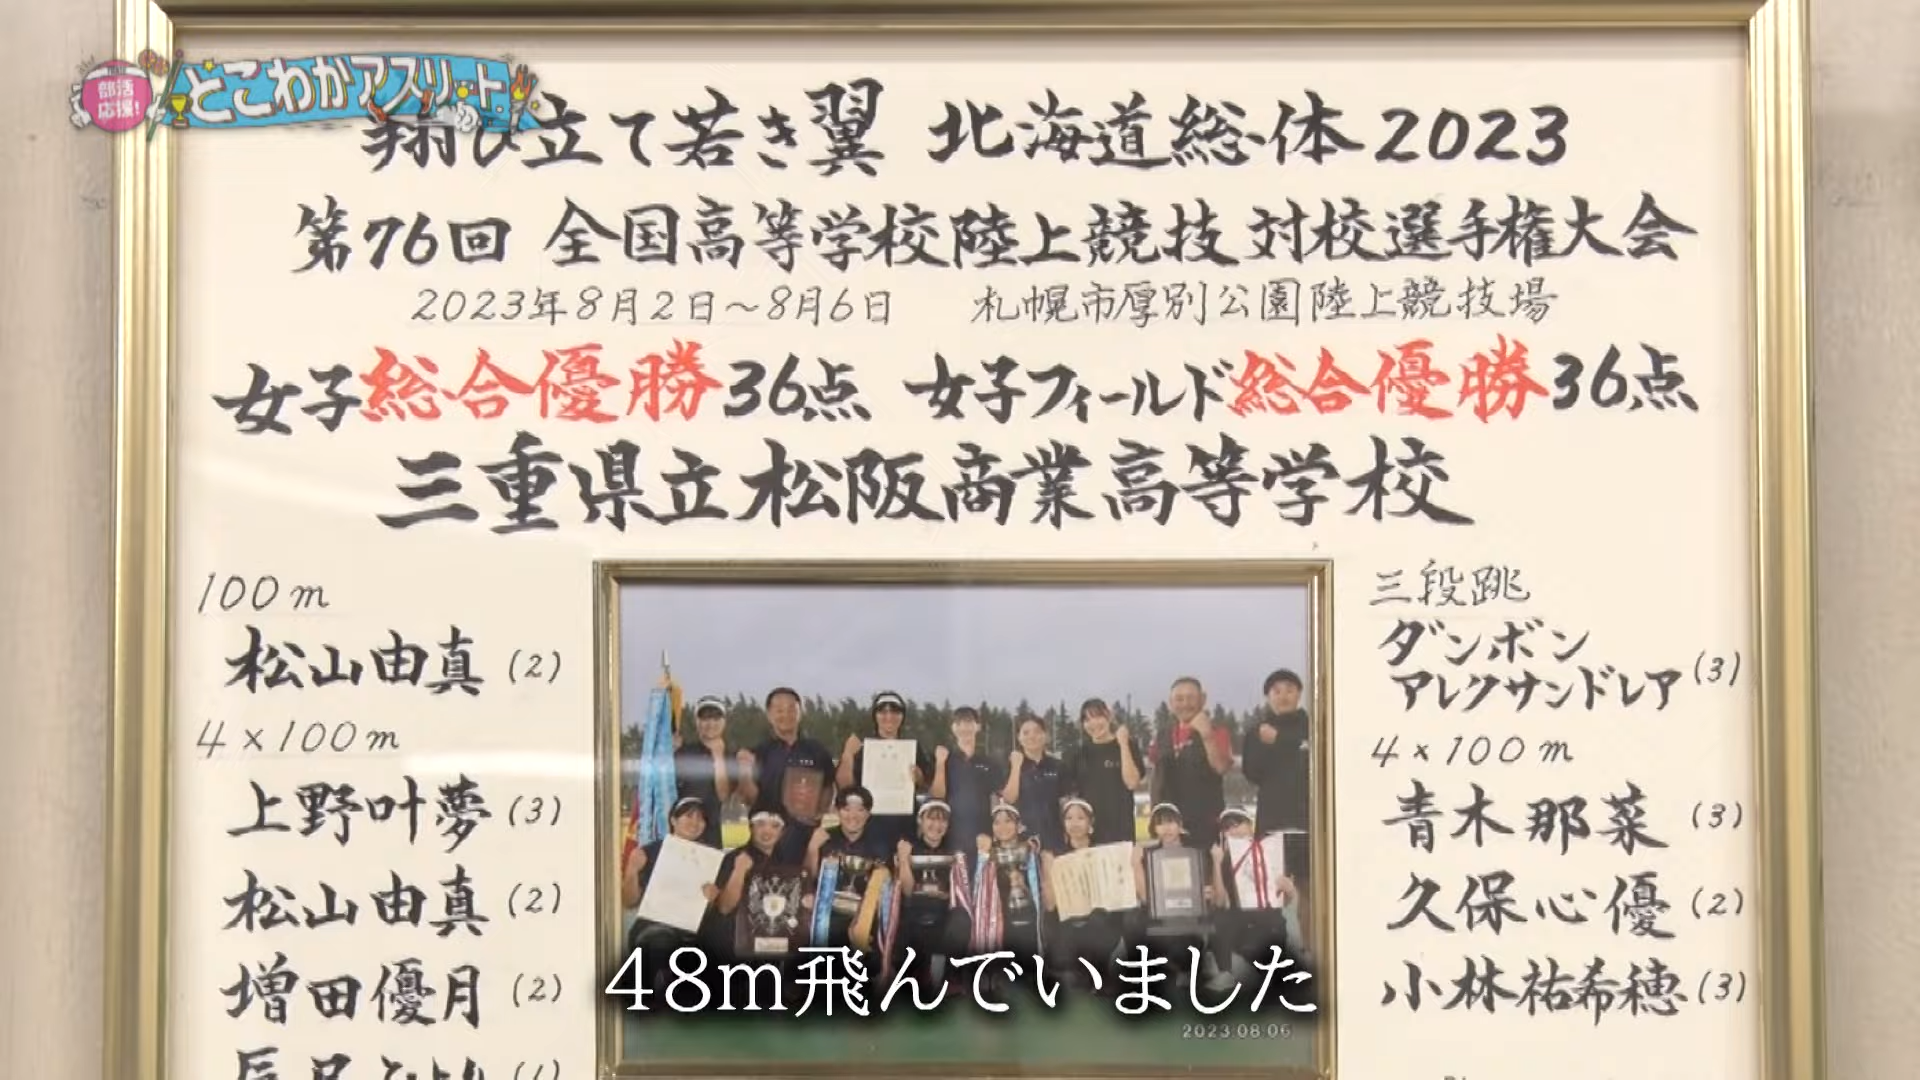 部活
応援!
とこわかアスリート
翔び立て若き翼 北海道総体2023
第76回 全国高等学校陸上競技対校選手権大会
2023年8月2日～8月6日 札幌市厚別公園陸上競技場
女子総合優勝36点 女子フィールド総合優勝36点
三重県立松阪商業高等学校
100m
松山由真 (2)
4×100m
上野叶夢 (3)
松山由真 (2)
増田優月 (2)
三段跳
ダンボン
アレクサンドレア (3)
4×100m
青木那菜 (3)
久保心優 (2)
小林祐希穂 (3)
2023.08.06
48m飛んでいました